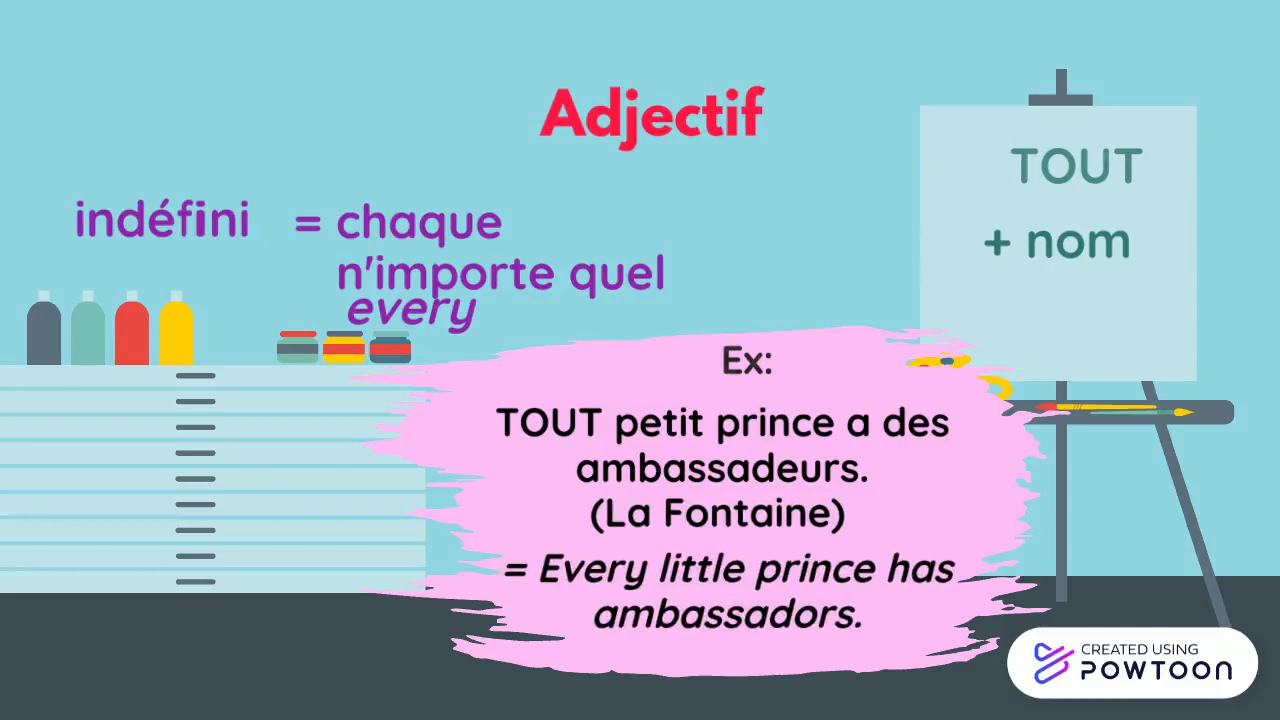 Adjectif
indéfini = chaque
n'importe quel
every
TOUT
+ nom
Ex:
TOUT petit prince a des
ambassadeurs.
(La Fontaine)
= Every little prince has
ambassadors.
CREATED USING
POWTOON